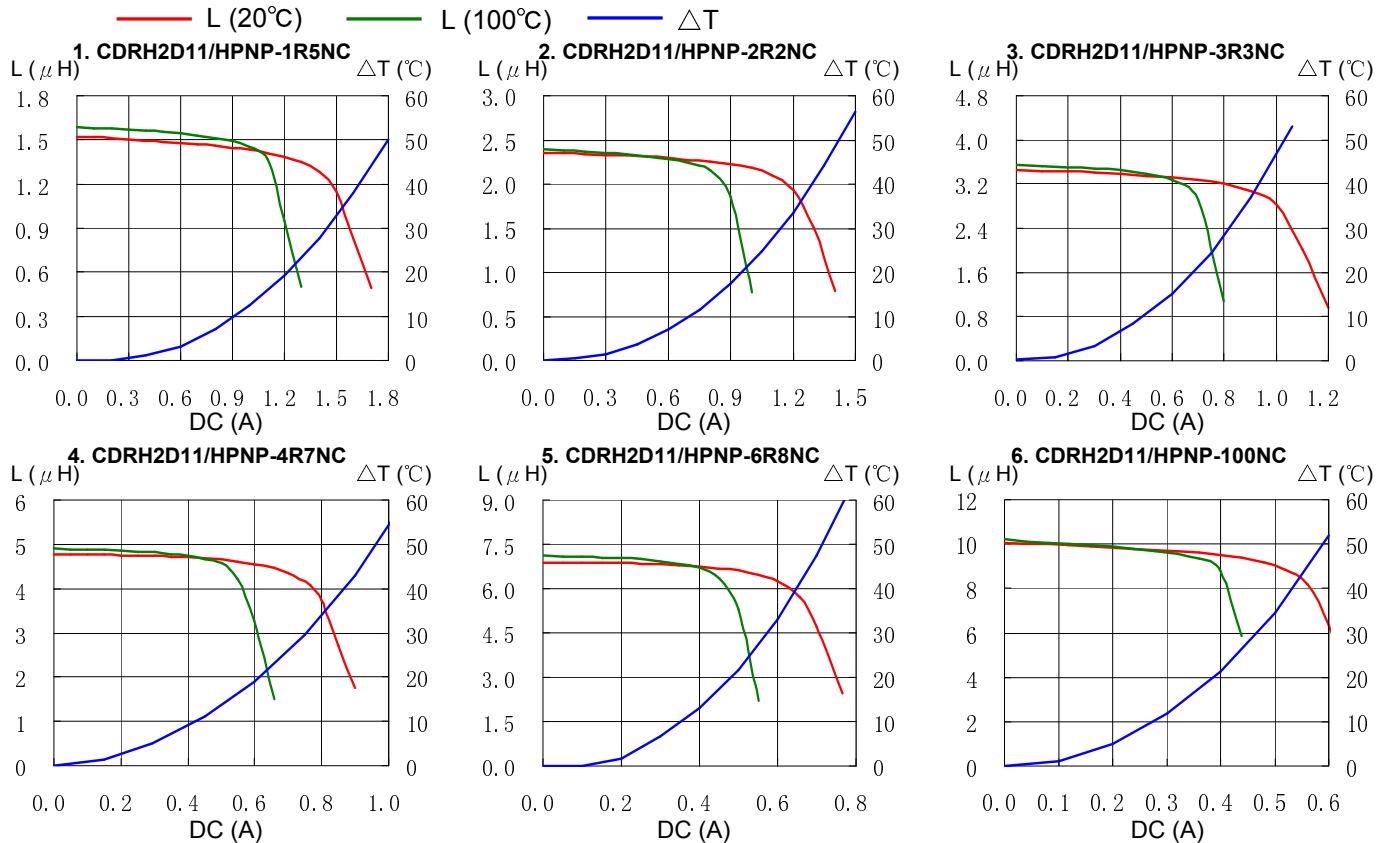 L (20℃) L (100℃) △T
1. CDRH2D11/HPNP-1R5NC 2. CDRH2D11/HPNP-2R2NC 3. CDRH2D11/HPNP-3R3NC
L ( μ H) △T (℃) L ( μ H) △T (℃) L ( μ H) △T (℃)
1.8 60 3.0 60 4.8 60
1.5 50 2.5 50 4.0 50
1.2 40 2.0 40 3.2 40
0.9 30 1.5 30 2.4 30
0.6 20 1.0 20 1.6 20
0.3 10 0.5 10 0.8 10
0.0 0 0.0 0 0.0 0
0.0 0.3 0.6 0.9 1.2 1.5 1.8 0.0 0.3 0.6 0.9 1.2 1.5 0.0 0.2 0.4 0.6 0.8 1.0 1.2
DC (A) DC (A) DC (A)
4. CDRH2D11/HPNP-4R7NC 5. CDRH2D11/HPNP-6R8NC 6. CDRH2D11/HPNP-100NC
L ( μ H) △T (℃) L ( μ H) △T (℃) L ( μ H) △T (℃)
6 60 9.0 60 12 60
5 50 7.5 50 10 50
4 40 6.0 40 8 40
3 30 4.5 30 6 30
2 20 3.0 20 4 20
1 10 1.5 10 2 10
0 0 0.0 0 0 0
0.0 0.2 0.4 0.6 0.8 1.0 0.0 0.2 0.4 0.6 0.8 0.0 0.1 0.2 0.3 0.4 0.5 0.6
DC (A) DC (A) DC (A)